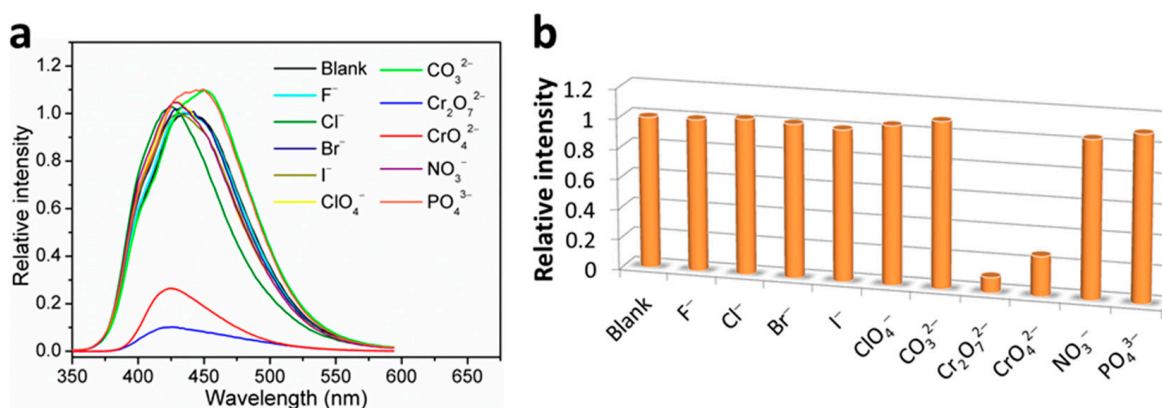 a
Relative intensity
1.2
1.0
0.8
0.6
0.4
0.2
0.0
350
400
450
500
550
600
650
Wavelength (nm)
Blank
F⁻
Cl⁻
Br⁻
I⁻
ClO₄⁻
CO₃²⁻
Cr₂O₇²⁻
CrO₄²⁻
NO₃⁻
PO₄³⁻
b
Relative intensity
1.2
1
0.8
0.6
0.4
0.2
0
Blank
F⁻
Cl⁻
Br⁻
I⁻
ClO₄⁻
CO₃²⁻
Cr₂O₇²⁻
CrO₄²⁻
NO₃⁻
PO₄³⁻